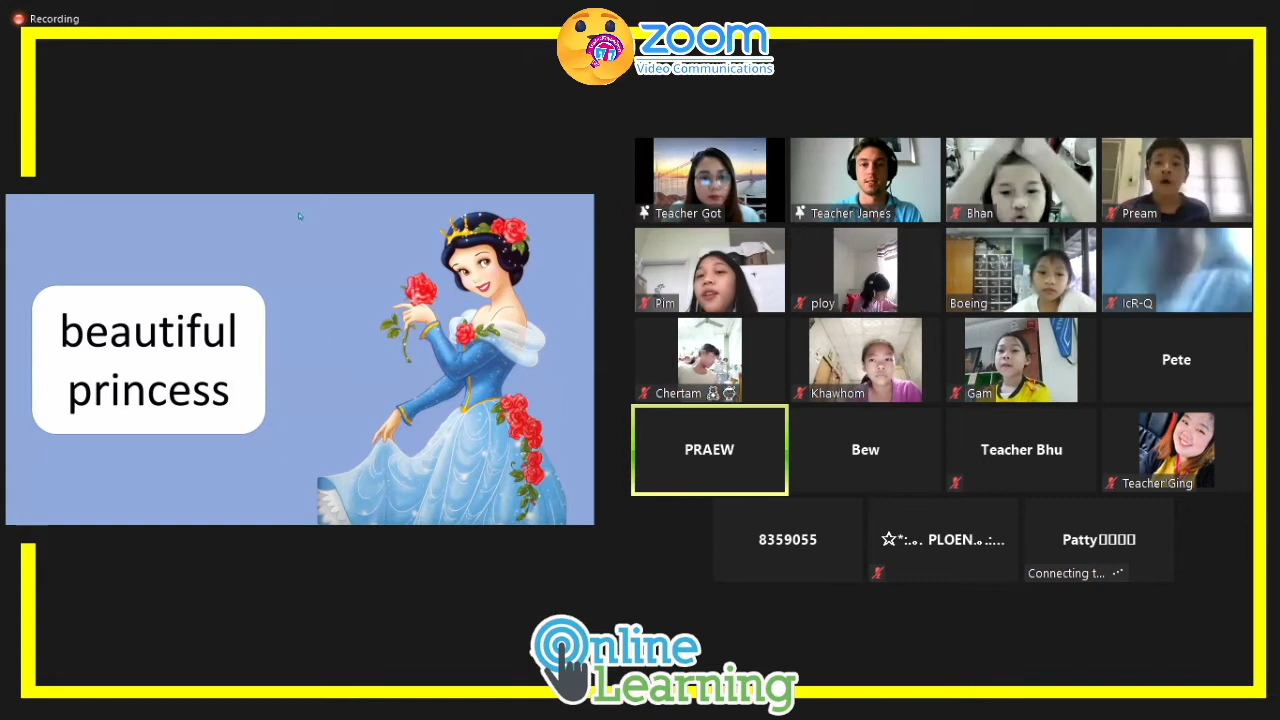 Recording
zoom
Video Communications
beautiful
princess
Teacher Got
Teacher James
Bhan
Pream
Pim
ploy
Boeing
IcR-Q
Chertam
Khawhom
Gam
Pete
PRAEW
Bew
Teacher Bhu
Teacher Ging
8359055
☆*:.｡. PLOEN.｡.:...
Patty
Connecting t...
Online
Learning